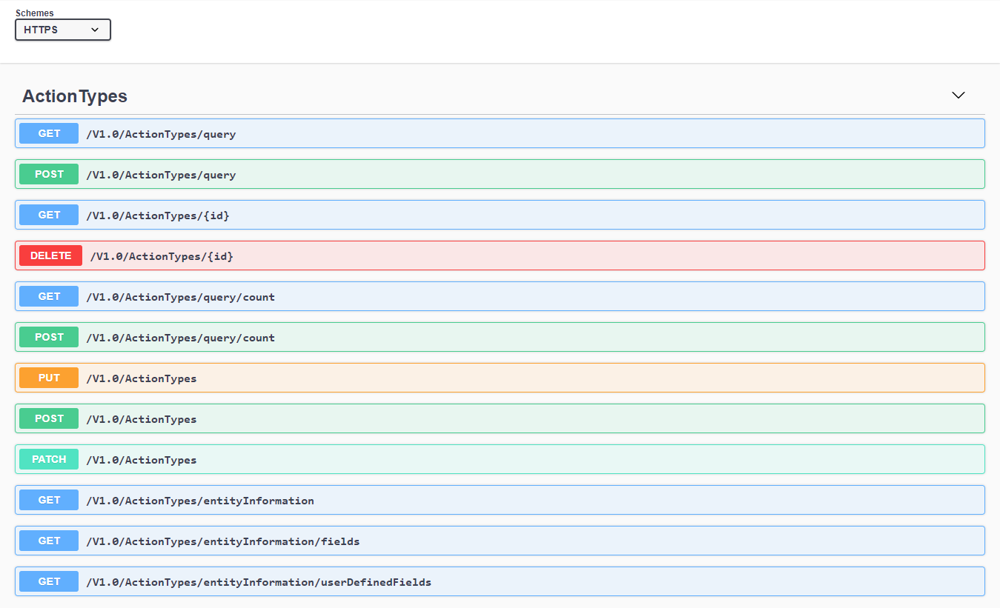 Schemes
HTTPS
ActionTypes
GET /V1.0/ActionTypes/query
POST /V1.0/ActionTypes/query
GET /V1.0/ActionTypes/{id}
DELETE /V1.0/ActionTypes/{id}
GET /V1.0/ActionTypes/query/count
POST /V1.0/ActionTypes/query/count
PUT /V1.0/ActionTypes
POST /V1.0/ActionTypes
PATCH /V1.0/ActionTypes
GET /V1.0/ActionTypes/entityInformation
GET /V1.0/ActionTypes/entityInformation/fields
GET /V1.0/ActionTypes/entityInformation/userDefinedFields